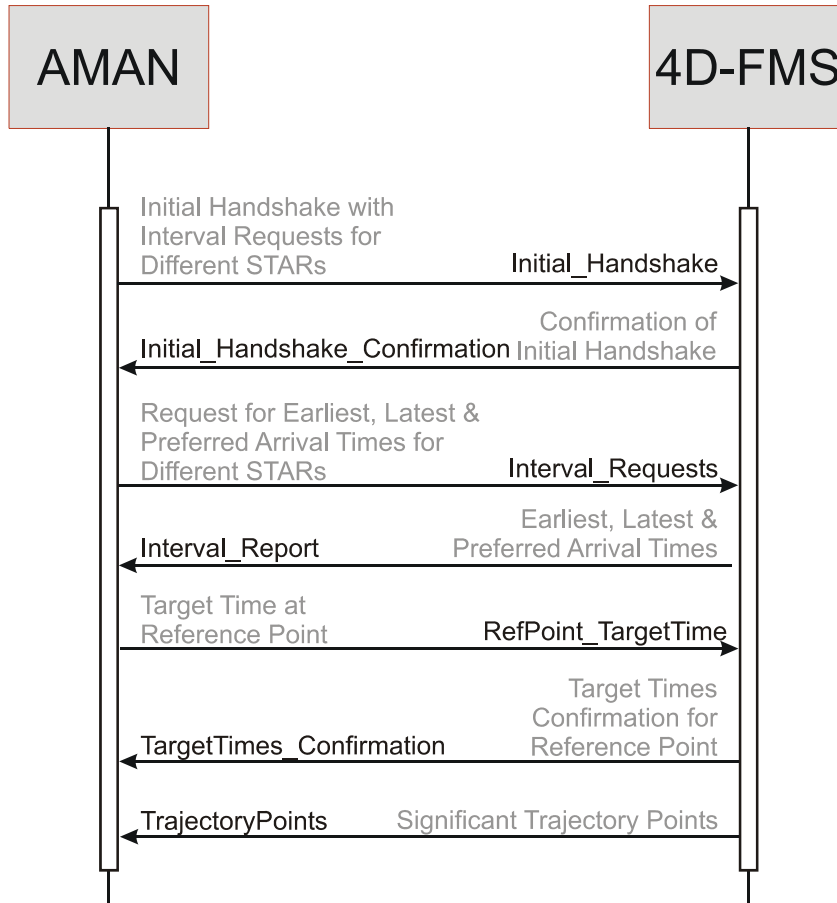 AMAN
4D-FMS
Initial Handshake with
Interval Requests for
Different STARs
Initial_Handshake
Confirmation of
Initial_Handshake_Confirmation Initial Handshake
Request for Earliest, Latest &
Preferred Arrival Times for
Different STARs
Interval_Requests
Earliest, Latest &
Interval_Report Preferred Arrival Times
Target Time at
Reference Point
RefPoint_TargetTime
Target Times
Confirmation for
TargetTimes_Confirmation Reference Point
TrajectoryPoints Significant Trajectory Points